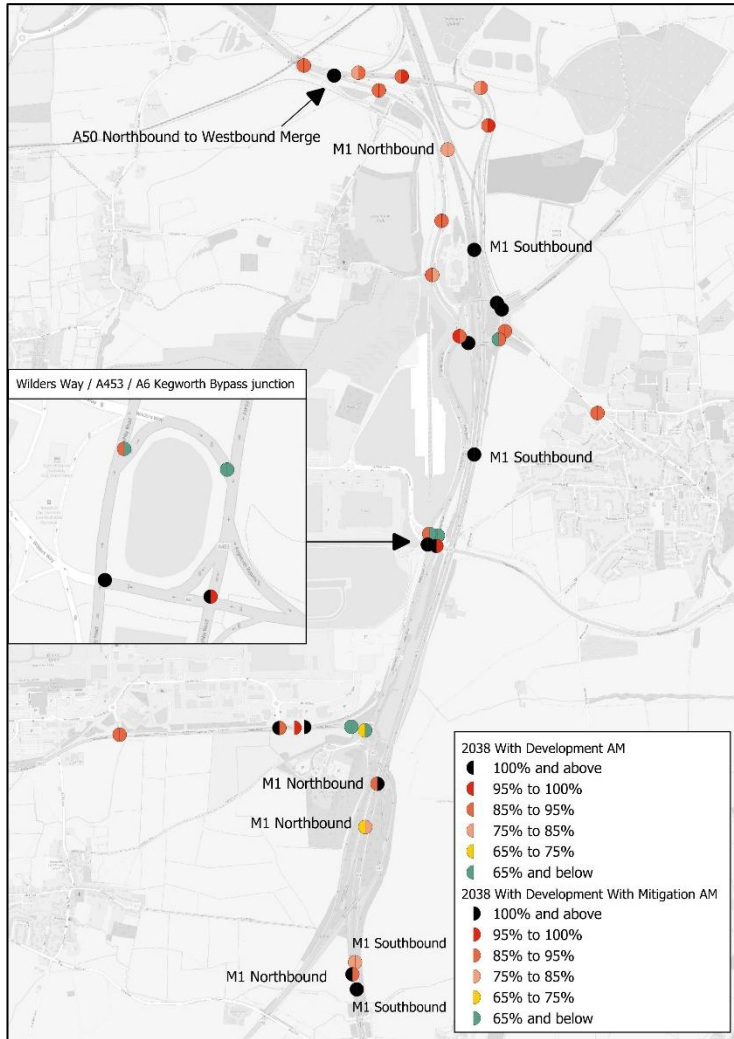 A50 Northbound to Westbound Merge
M1 Northbound
M1 Southbound
Wilders Way / A453 / A6 Kegworth Bypass junction
M1 Southbound
M1 Northbound
M1 Northbound
M1 Southbound
M1 Northbound
M1 Southbound
2038 With Development AM
100% and above
95% to 100%
85% to 95%
75% to 85%
65% to 75%
65% and below
2038 With Development With Mitigation AM
100% and above
95% to 100%
85% to 95%
75% to 85%
65% to 75%
65% and below